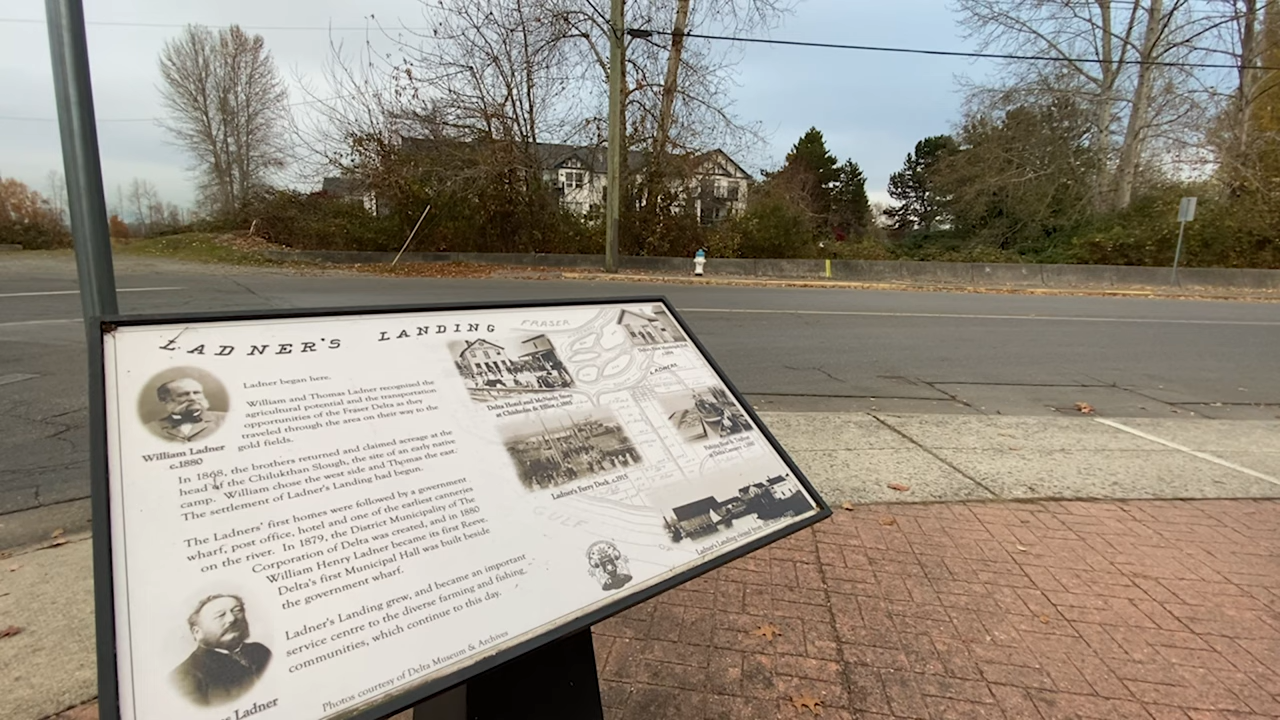 LADNER'S LANDING
Ladner began here.
William and Thomas Ladner recognized the
agricultural potential and the transportation
opportunities of the Fraser Delta as they
traveled through the area on their way to the
gold fields.
William Ladner
c.1880
In 1868, the brothers returned and claimed acreage at the
head of the Chilukthan Slough, the site of an early native
camp. William chose the west side and Thomas the east.
The settlement of Ladner's Landing had begun.
The Ladners' first homes were followed by a government
wharf, post office, hotel and one of the earliest canneries
on the river. In 1879, the District Municipality of The
Corporation of Delta was created, and in 1880
William Henry Ladner became its first Reeve.
Delta's first Municipal Hall was built beside
the government wharf.
Ladner's Landing grew, and became an important
service centre to the diverse farming and fishing
communities, which continue to this day.
Ladner
Photos courtesy of Delta Museum & Archives
FRASER
LADNERS
Delta Hotel and McNeely Store
at Chisholm & Elliott
Ladner's Ferry Dock, c.1915
GULF
OF
Ladner's Landing viewed from